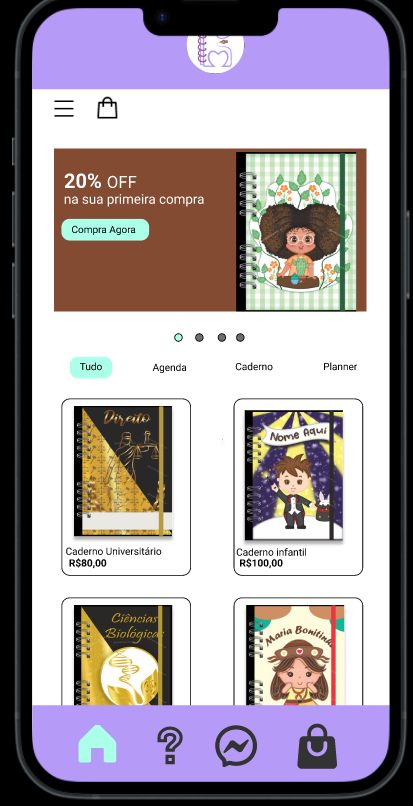 20% OFF
na sua primeira compra
Compra Agora
Tudo
Agenda
Caderno
Planner
Direito
Nome Aqui
Caderno Universitário
R$80,00
Caderno infantil
R$100,00
Ciências
Biológicas
Maria Bonitinha